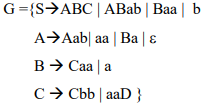 G ={S→ABC | ABab | Baa | b
A→Aab| aa | Ba | ε
B → Caa | a
C → Cbb | aaD }